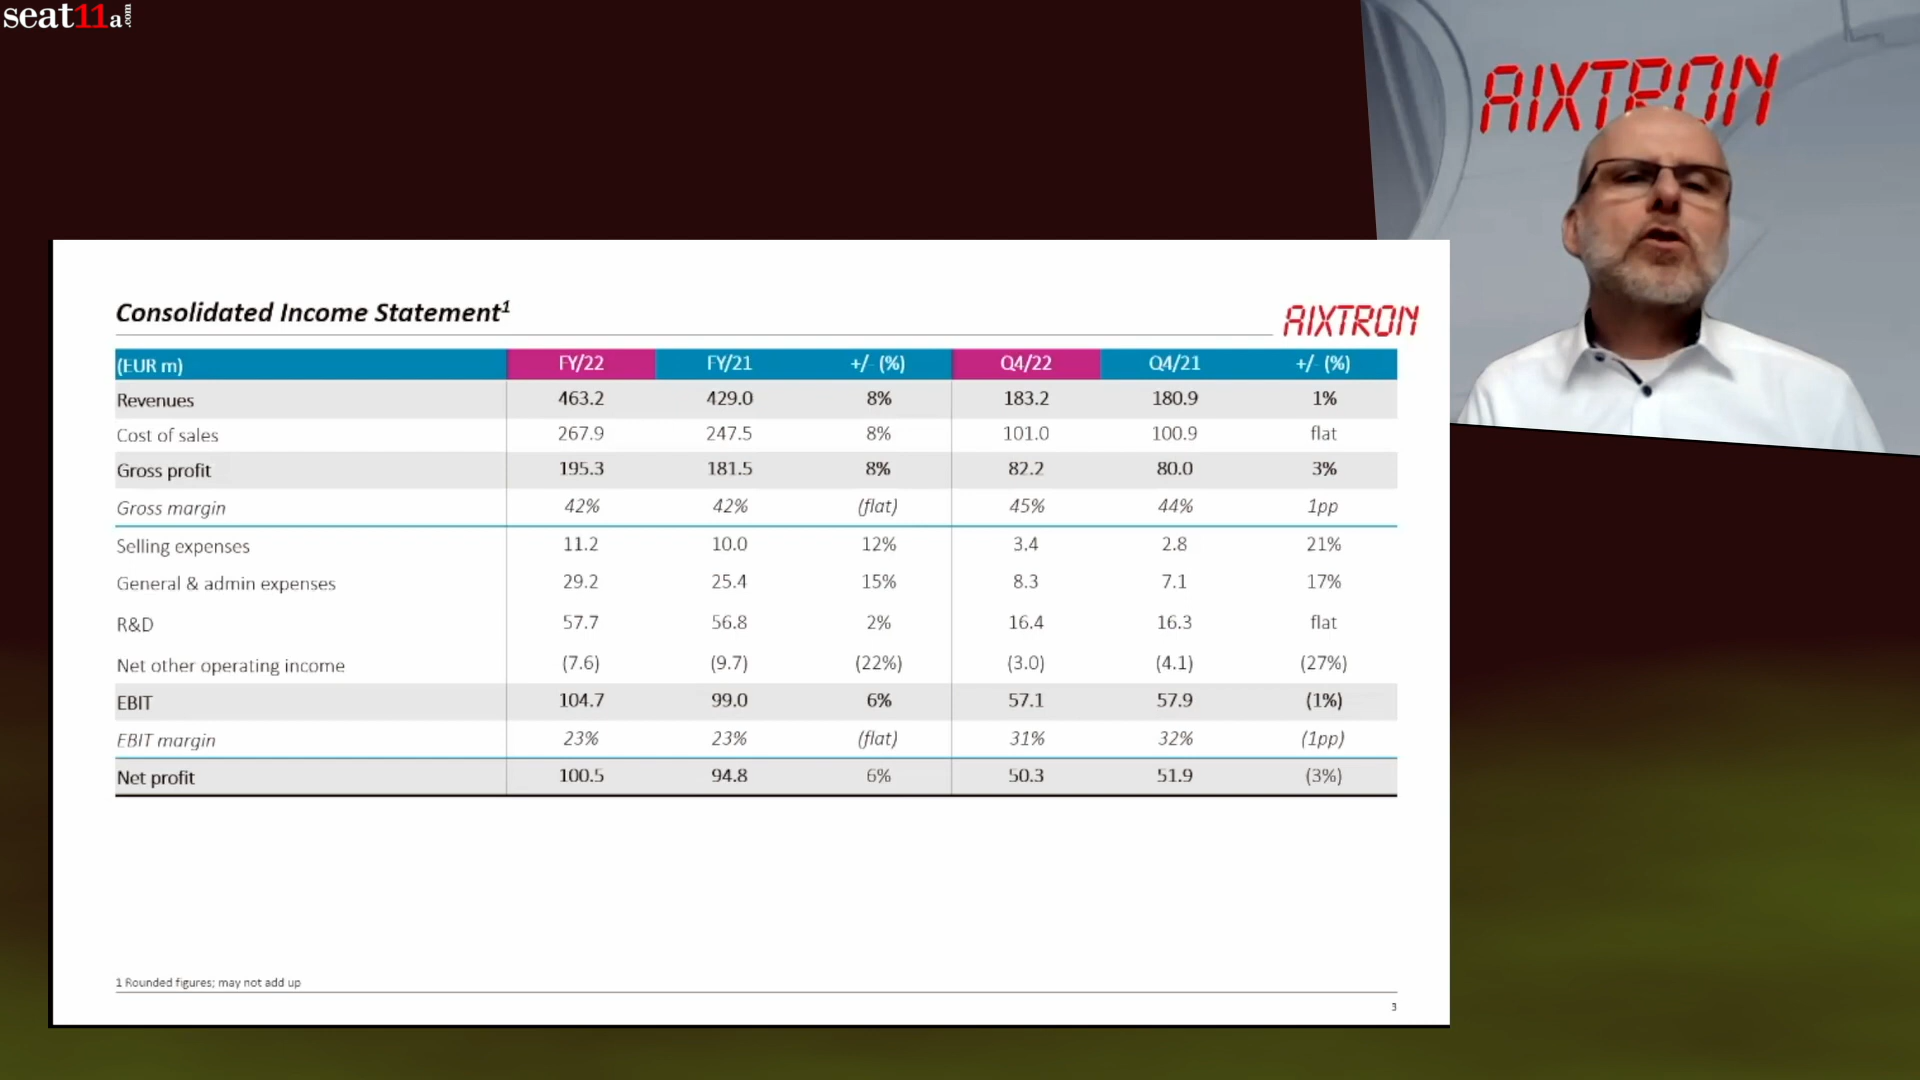 seat11a.com
AIXTRON
Consolidated Income Statement1
AIXTRON
(EUR m) FY/22 FY/21 +/- (%) Q4/22 Q4/21 +/- (%)
Revenues 463.2 429.0 8% 183.2 180.9 1%
Cost of sales 267.9 247.5 8% 101.0 100.9 flat
Gross profit 195.3 181.5 8% 82.2 80.0 3%
Gross margin 42% 42% (flat) 45% 44% 1pp
Selling expenses 11.2 10.0 12% 3.4 2.8 21%
General & admin expenses 29.2 25.4 15% 8.3 7.1 17%
R&D 57.7 56.8 2% 16.4 16.3 flat
Net other operating income (7.6) (9.7) (22%) (3.0) (4.1) (27%)
EBIT 104.7 99.0 6% 57.1 57.9 (1%)
EBIT margin 23% 23% (flat) 31% 32% (1pp)
Net profit 100.5 94.8 6% 50.3 51.9 (3%)
1 Rounded figures; may not add up
3